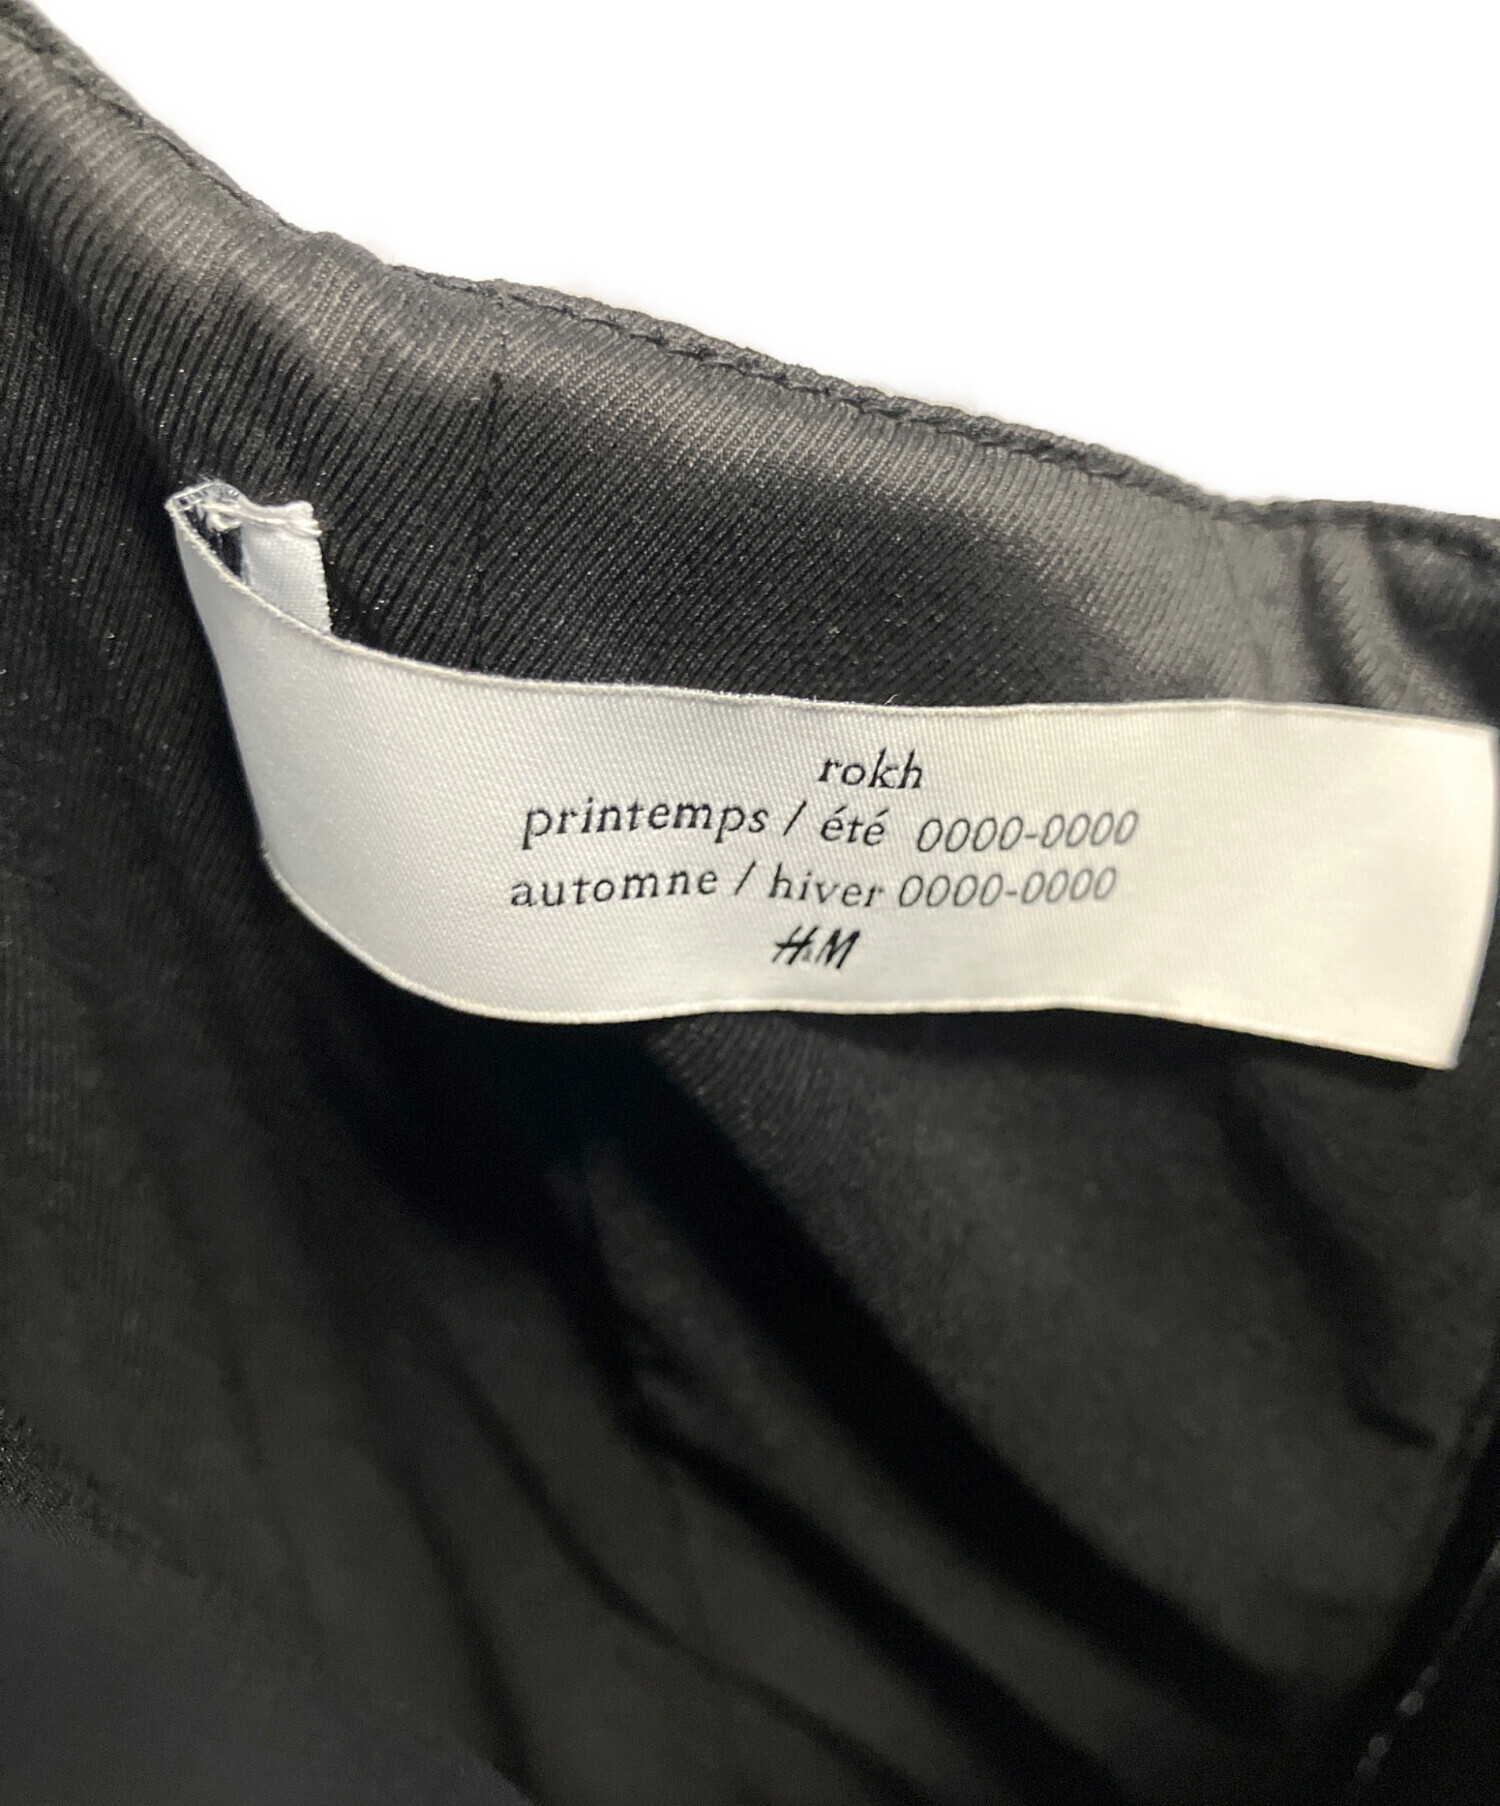 rokh
printemps / été 0000-0000
automne / hiver 0000-0000
H&M